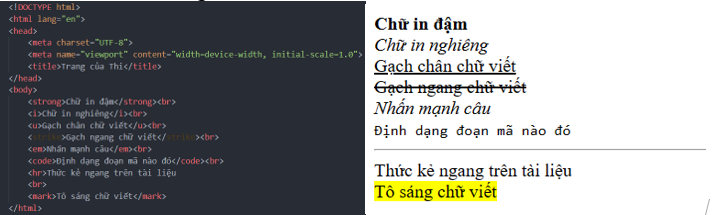 <!DOCTYPE html>
<html lang="en">
<head>
<meta charset="UTF-8">
<meta name="viewport" content="width=device-width, initial-scale=1.0">
<title>Trang của Thi</title>
</head>
<body>
<strong>Chữ in đậm</strong><br>
<i>Chữ in nghiêng</i><br>
<u>Gạch chân chữ viết</u><br>
<strike>Gạch ngang chữ viết</strike><br>
<em>Nhấn mạnh câu</em><br>
<code>Định dạng đoạn mã nào đó</code><br>
<hr>Thức kẻ ngang trên tài liệu
<br>
<mark>Tô sáng chữ viết</mark>
</html>
Chữ in đậm
Chữ in nghiêng
Gạch chân chữ viết
Gạch ngang chữ viết
Nhấn mạnh câu
Định dạng đoạn mã nào đó
Thức kẻ ngang trên tài liệu
Tô sáng chữ viết